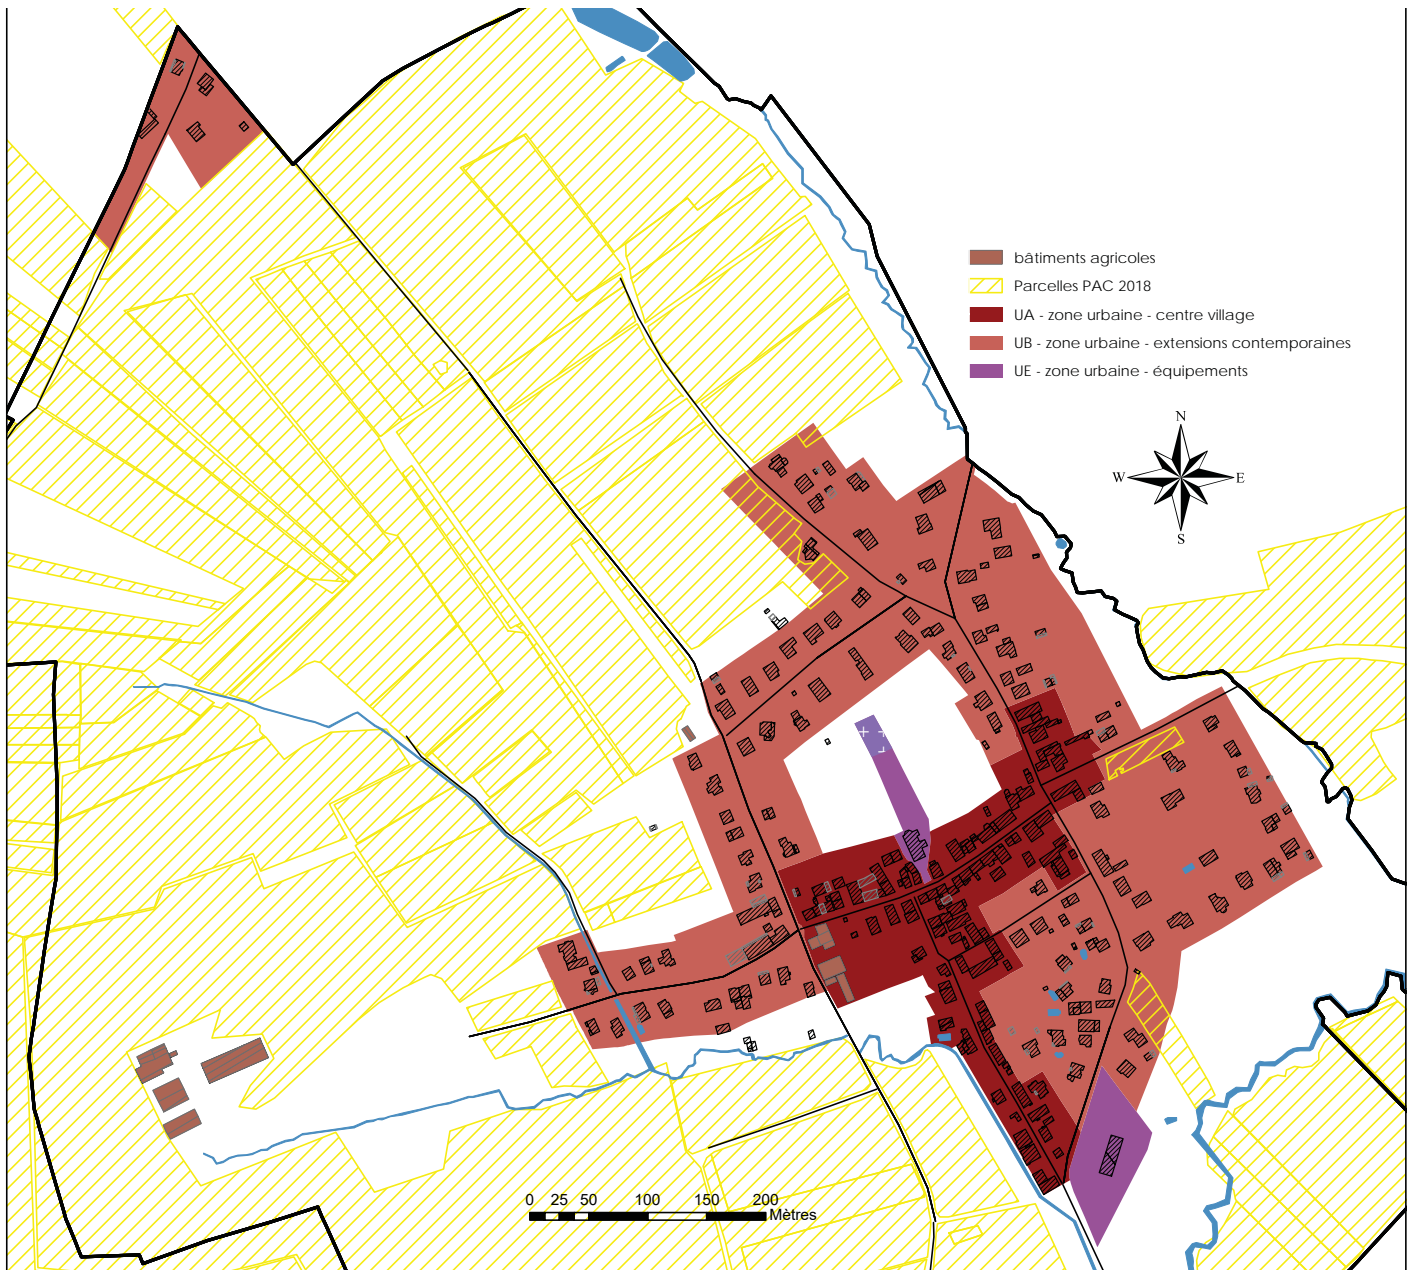 bâtiments agricoles
Parcelles PAC 2018
UA - zone urbaine - centre village
UB - zone urbaine - extensions contemporaines
UE - zone urbaine - équipements
N
W E
S
0 25 50 100 150 200
Mètres